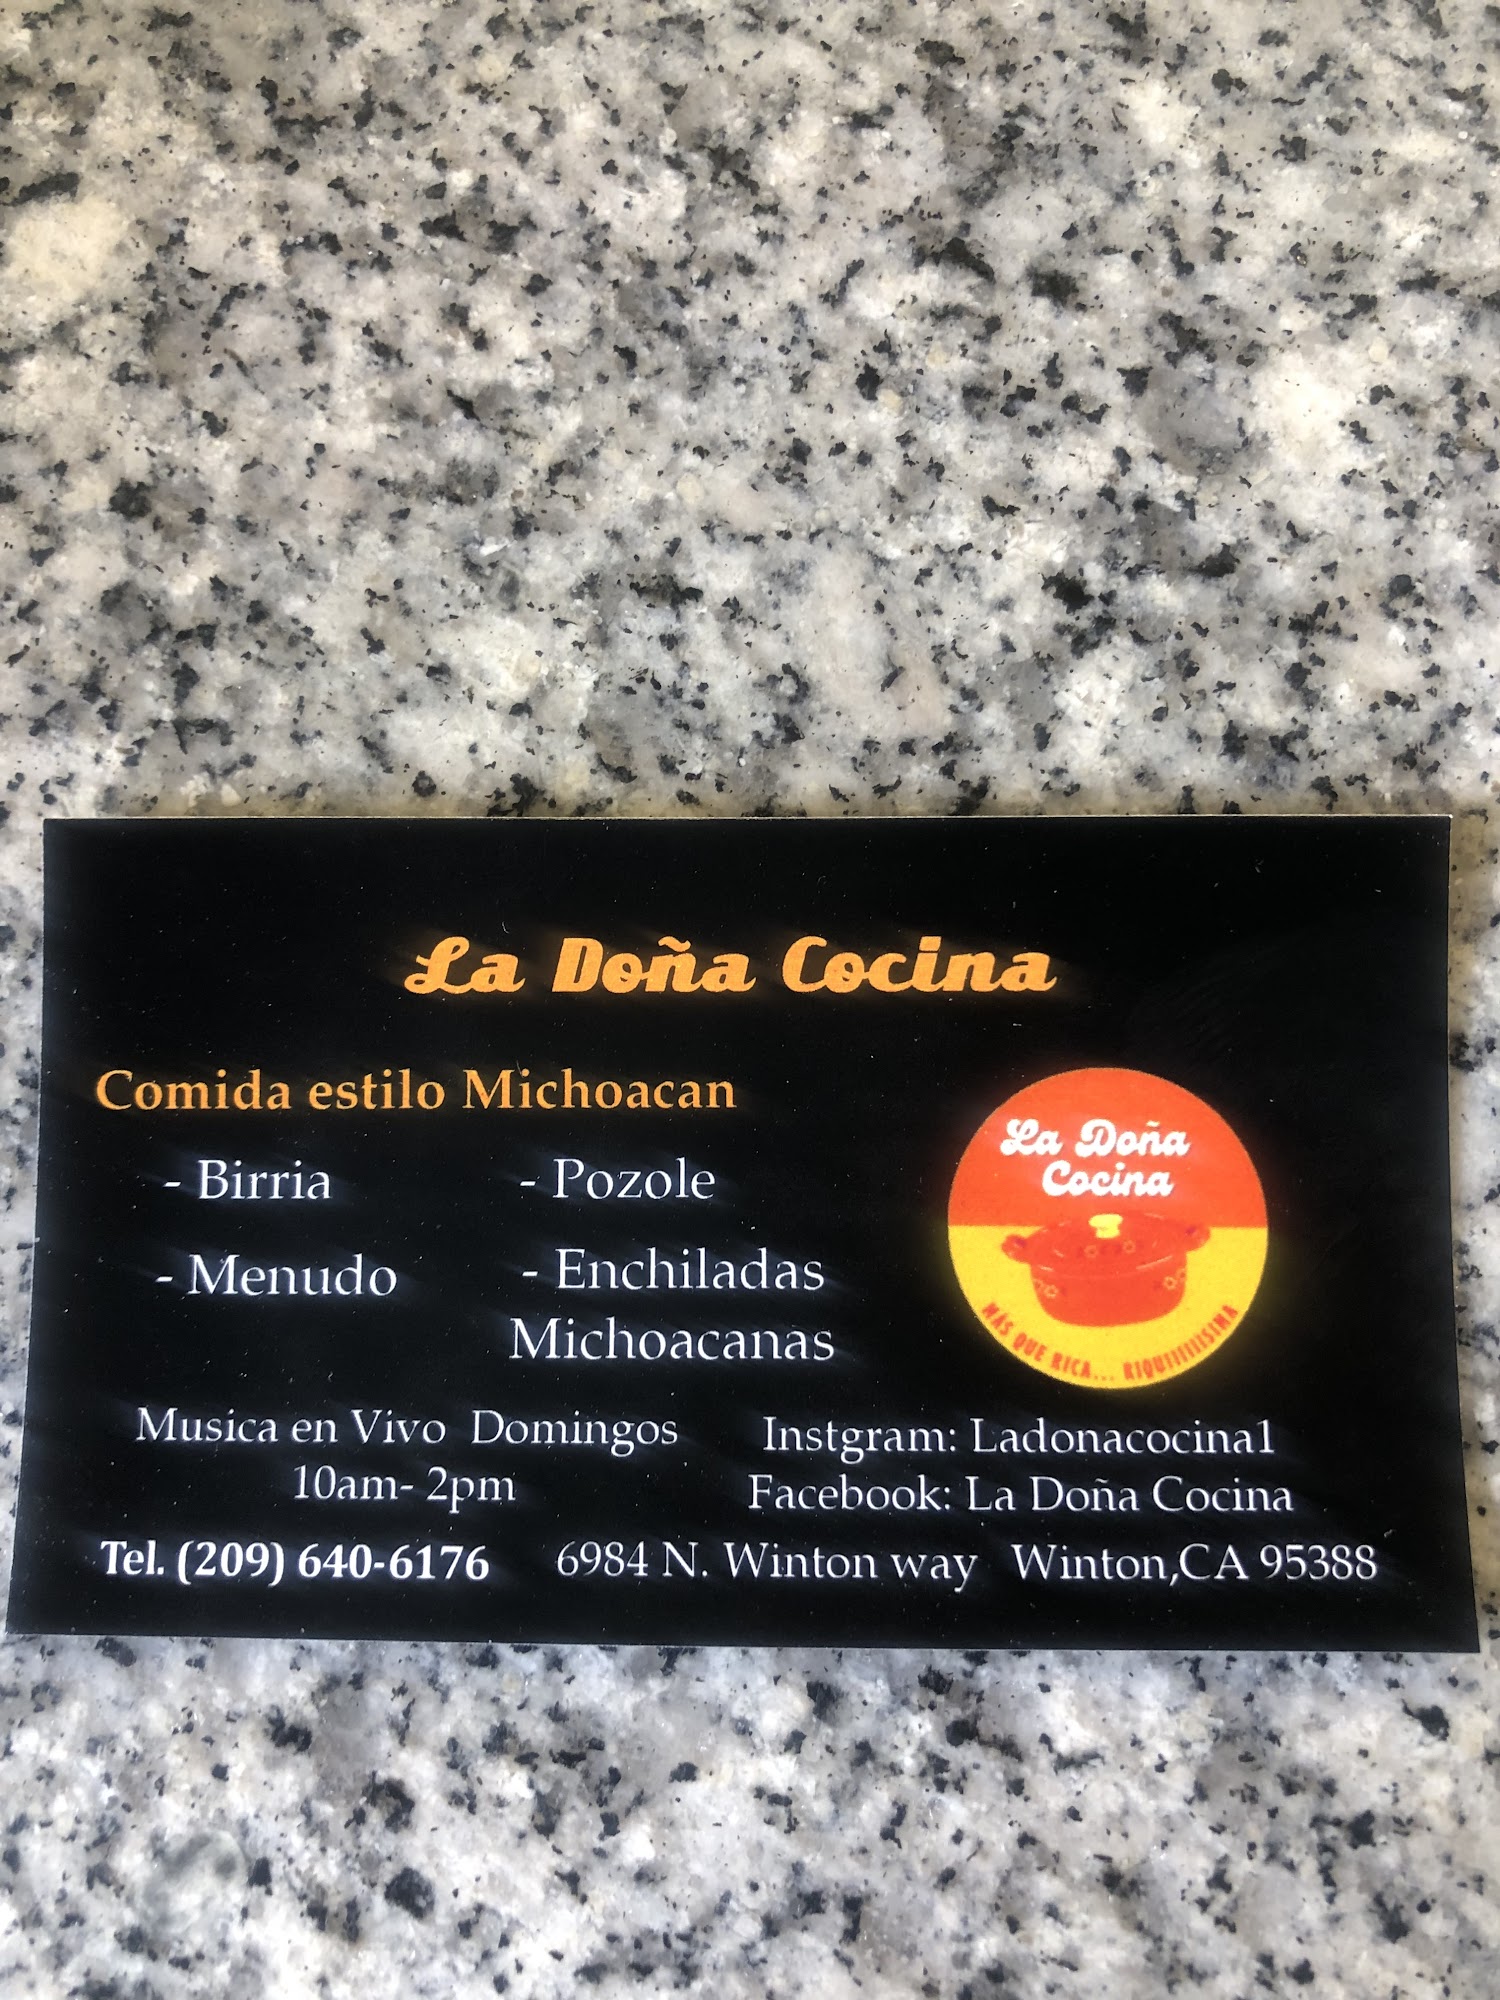 La Doña Cocina
Comida estilo Michoacan
- Birria
- Pozole
- Menudo
- Enchiladas
Michoacanas
La Doña
Cocina
MÁS QUE RICA... RIQUIIIIIISIMA
Musica en Vivo Domingos
10am- 2pm
Instgram: Ladonacocina1
Facebook: La Doña Cocina
Tel. (209) 640-6176
6984 N. Winton way Winton,CA 95388